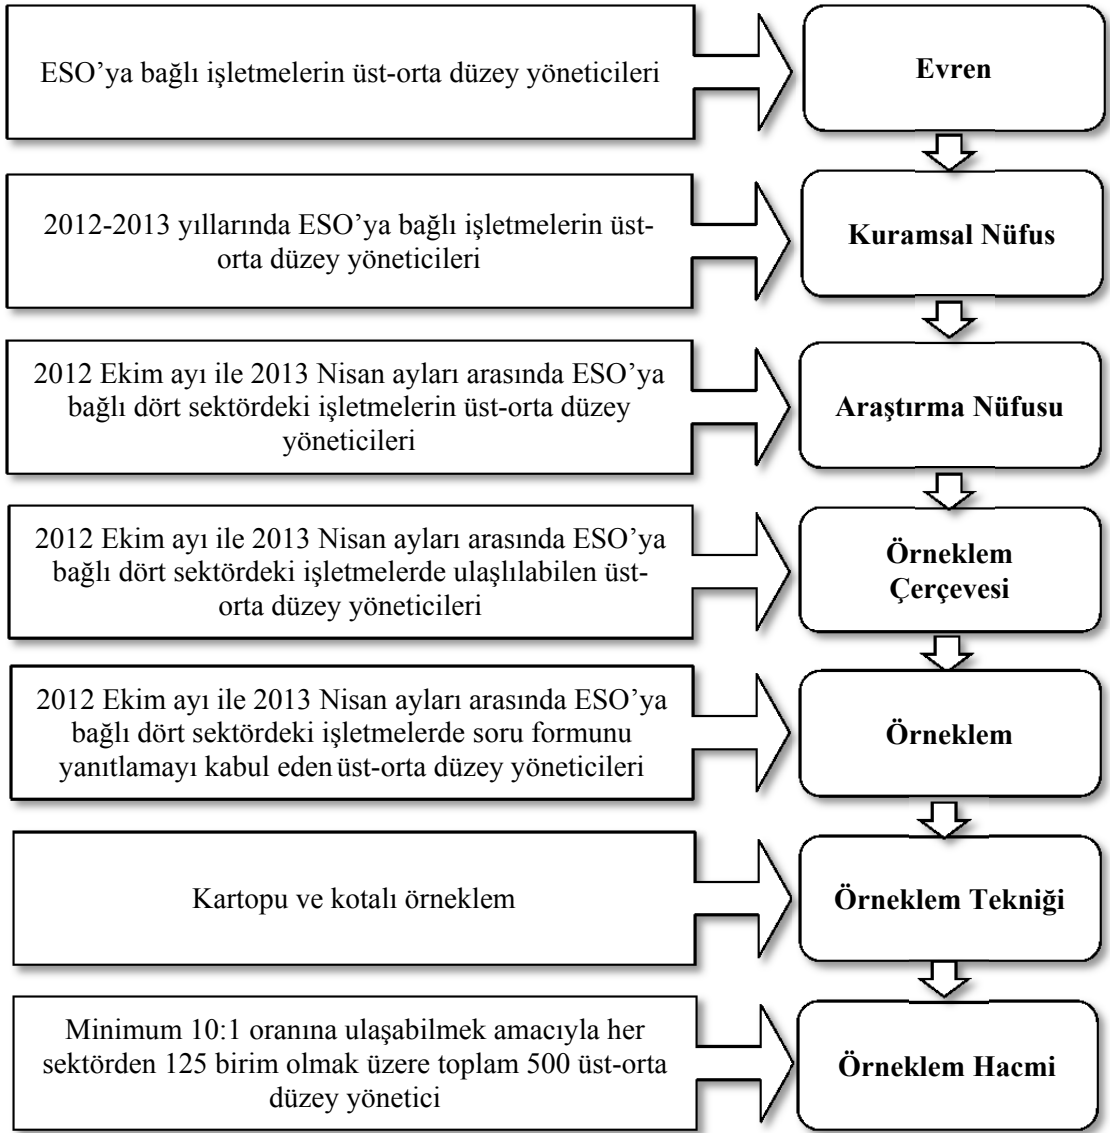 ESO’ya bağlı işletmelerin üst-orta düzey yöneticileri
Evren
2012-2013 yıllarında ESO’ya bağlı işletmelerin üst-
orta düzey yöneticileri
Kuramsal Nüfus
2012 Ekim ayı ile 2013 Nisan ayları arasında ESO’ya
bağlı dört sektördeki işletmelerin üst-orta düzey
yöneticileri
Araştırma Nüfusu
2012 Ekim ayı ile 2013 Nisan ayları arasında ESO’ya
bağlı dört sektördeki işletmelerde ulaşlılabilen üst-
orta düzey yöneticileri
Örneklem
Çerçevesi
2012 Ekim ayı ile 2013 Nisan ayları arasında ESO’ya
bağlı dört sektördeki işletmelerde soru formunu
yanıtlamayı kabul eden üst-orta düzey yöneticileri
Örneklem
Kartopu ve kotalı örneklem
Örneklem Tekniği
Minimum 10:1 oranına ulaşabilmek amacıyla her
sektörden 125 birim olmak üzere toplam 500 üst-orta
düzey yönetici
Örneklem Hacmi